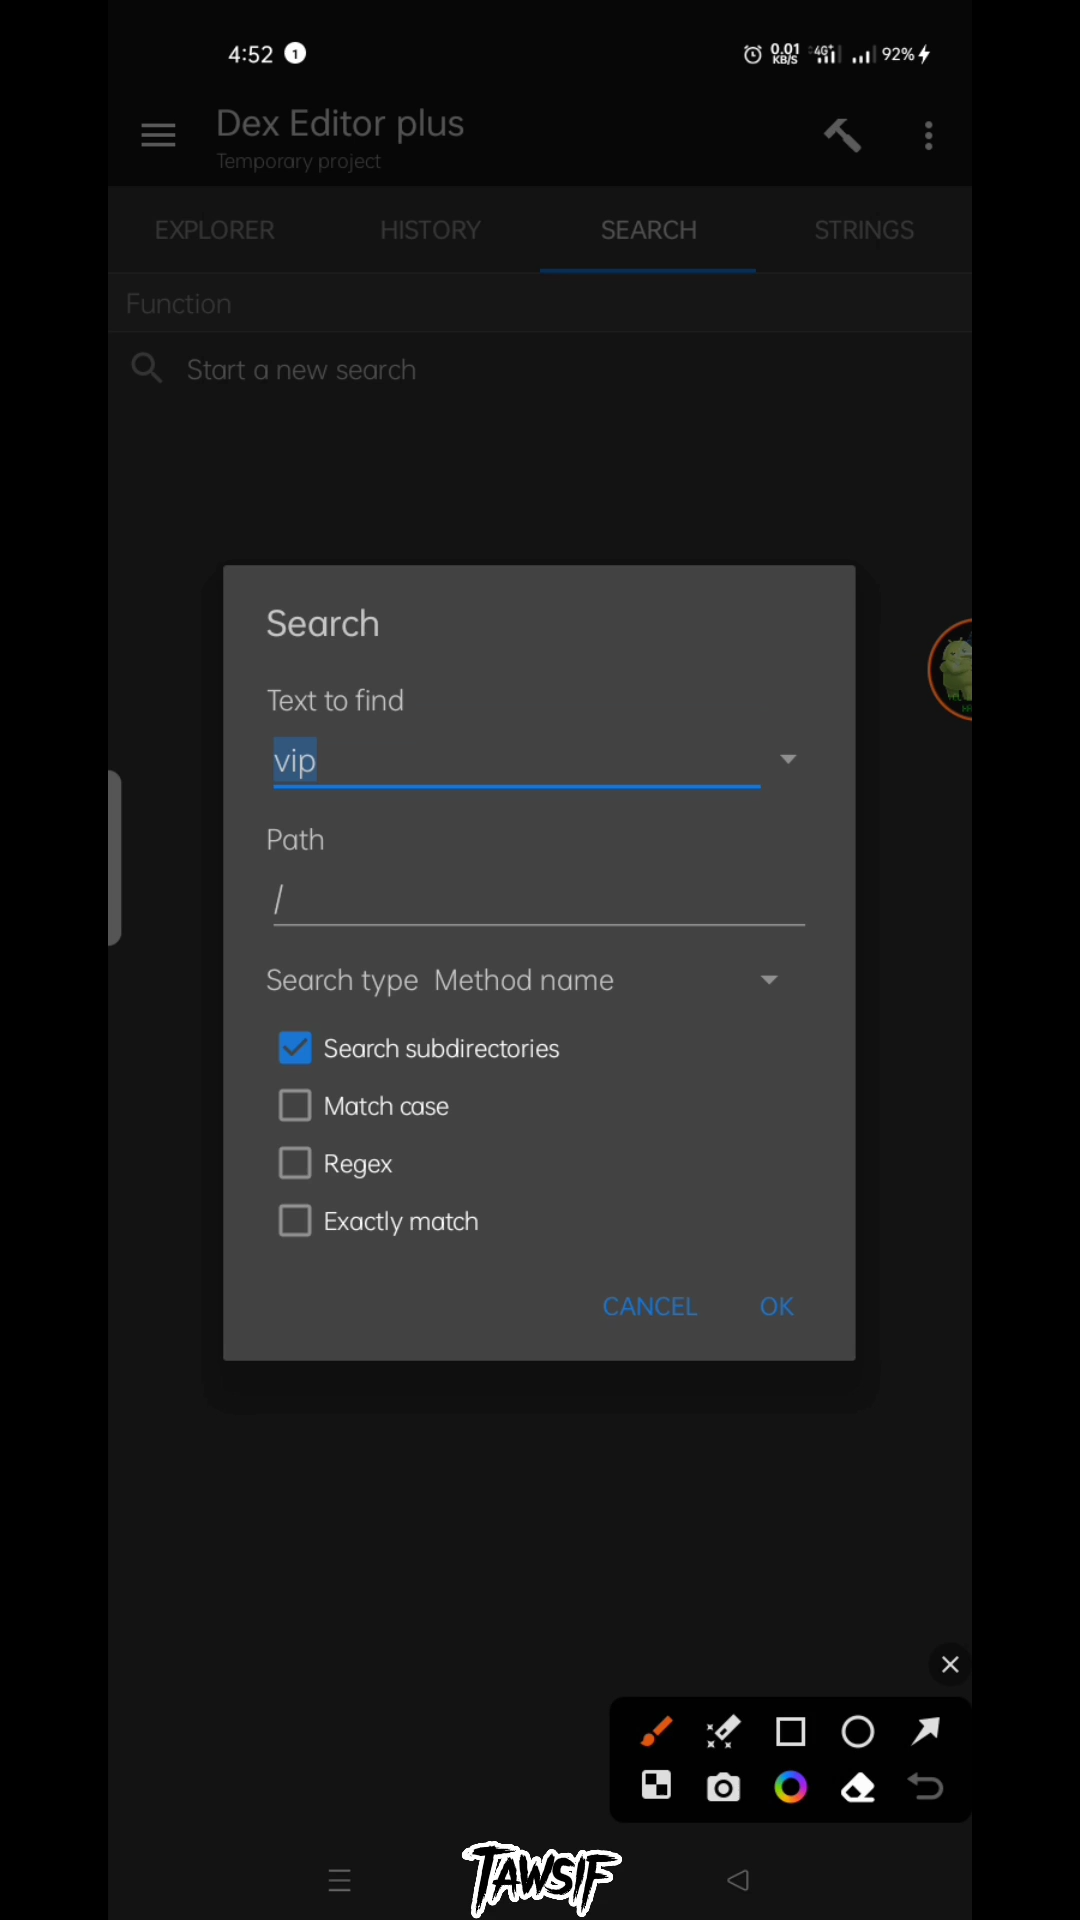 4:52 1 0.01 KB/S 4G+ 92%
Dex Editor plus
Temporary project
EXPLORER HISTORY SEARCH STRINGS
Function
Start a new search
Search
Text to find
vip
Path
/
Search type Method name
Search subdirectories
Match case
Regex
Exactly match
CANCEL OK
TAWSIF